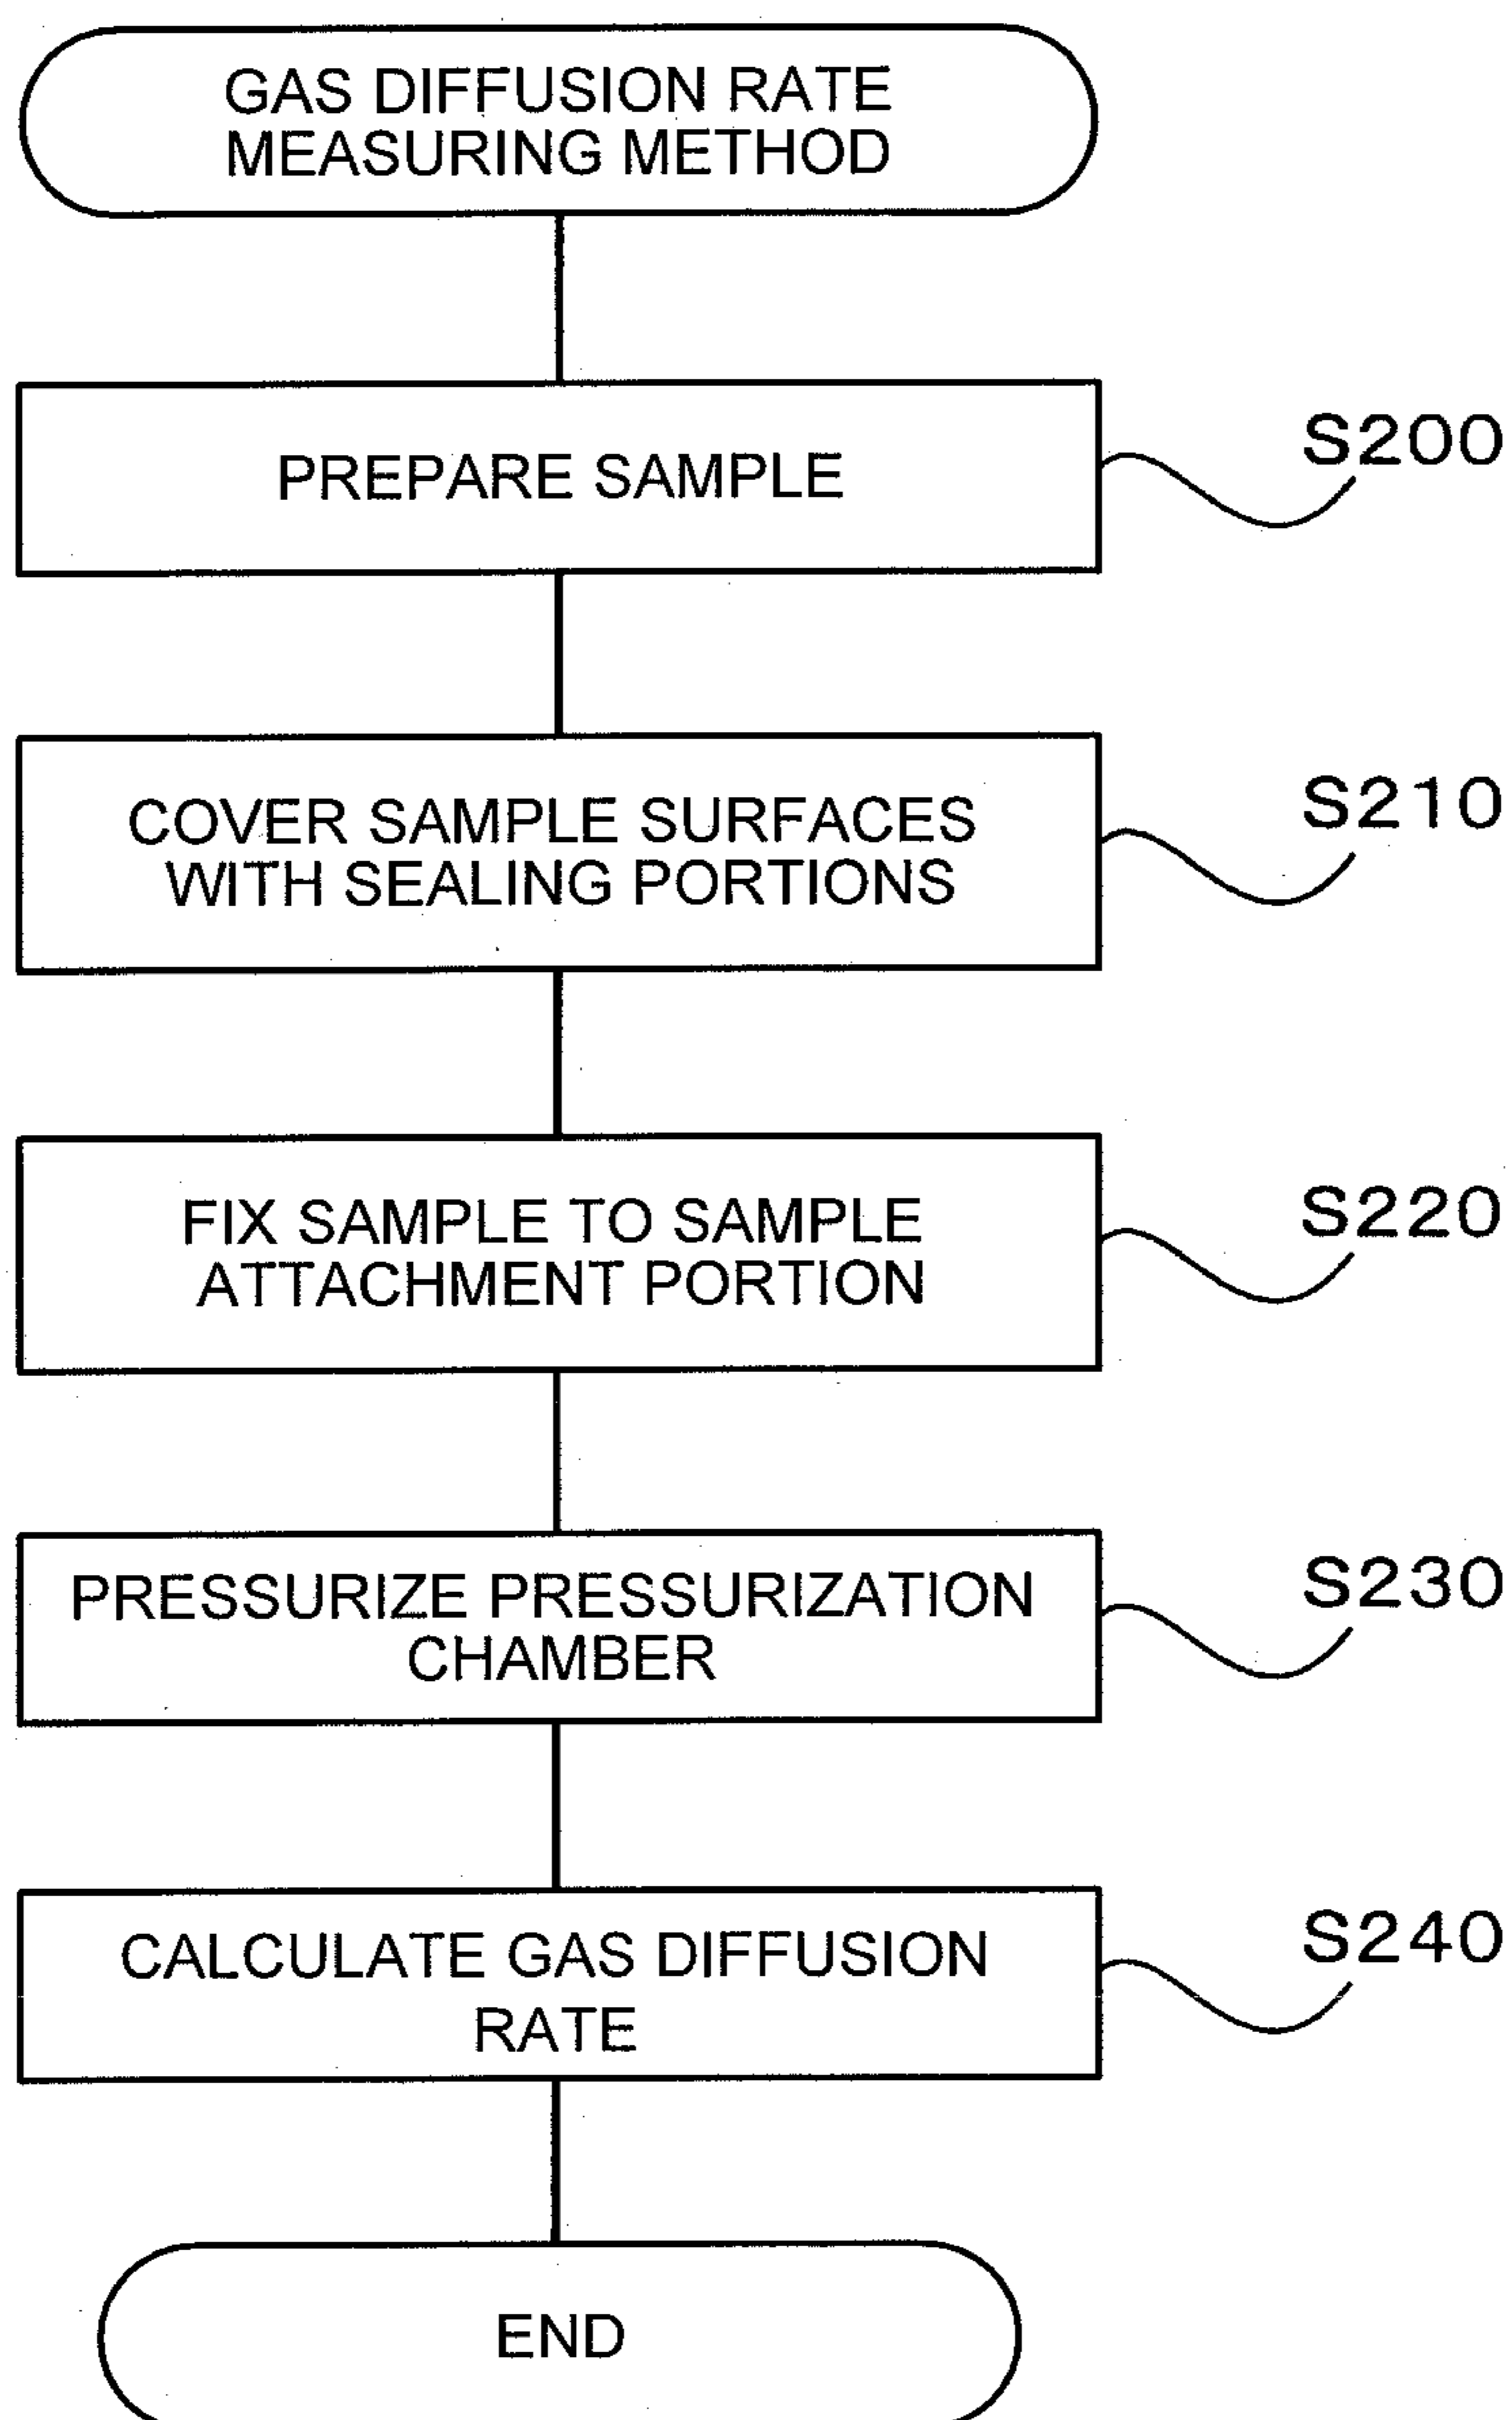 GAS DIFFUSION RATE
MEASURING METHOD
PREPARE SAMPLE
S200
COVER SAMPLE SURFACES
WITH SEALING PORTIONS
S210
FIX SAMPLE TO SAMPLE
ATTACHMENT PORTION
S220
PRESSURIZE PRESSURIZATION
CHAMBER
S230
CALCULATE GAS DIFFUSION
RATE
S240
END